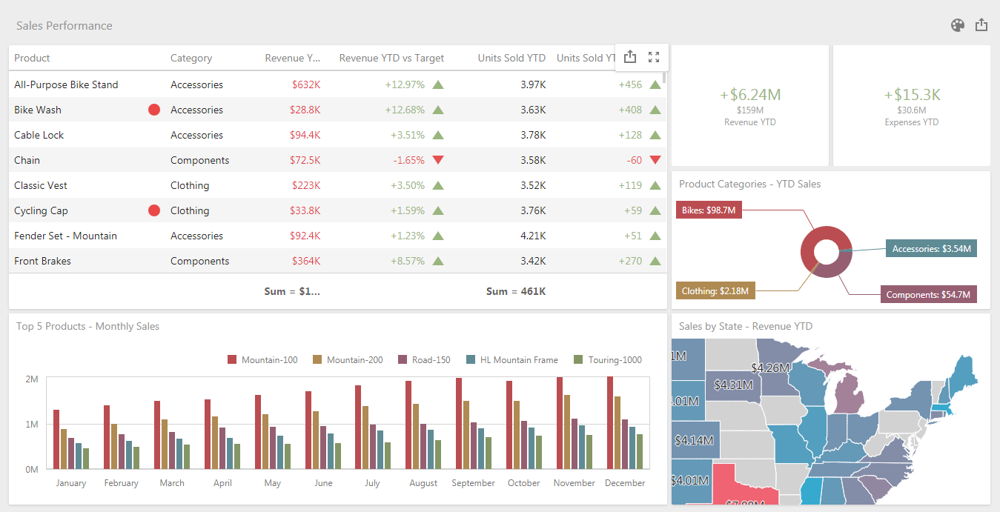 Sales Performance
Product Category Revenue Y... Revenue YTD vs Target Units Sold YTD Units Sold YT
All-Purpose Bike Stand Accessories $632K +12.97% 3.97K +456
Bike Wash Accessories $28.8K +12.68% 3.63K +408
Cable Lock Accessories $94.4K +3.51% 3.78K +128
Chain Components $72.5K -1.65% 3.58K -60
Classic Vest Clothing $223K +3.50% 3.52K +119
Cycling Cap Clothing $33.8K +1.59% 3.76K +59
Fender Set - Mountain Accessories $92.4K +1.23% 4.21K +51
Front Brakes Components $364K +8.57% 3.42K +270
Sum = $1... Sum = 461K
+$6.24M
$159M
Revenue YTD
+$15.3K
$30.6M
Expenses YTD
Product Categories - YTD Sales
Bikes: $98.7M
Accessories: $3.54M
Clothing: $2.18M
Components: $54.7M
Top 5 Products - Monthly Sales
Mountain-100 Mountain-200 Road-150 HL Mountain Frame Touring-1000
2M
1M
0M
January February March April May June July August September October November December
Sales by State - Revenue YTD
1M
$4.26M
$4.31M
.01M
$4.14M
$4.01M
$7.88M